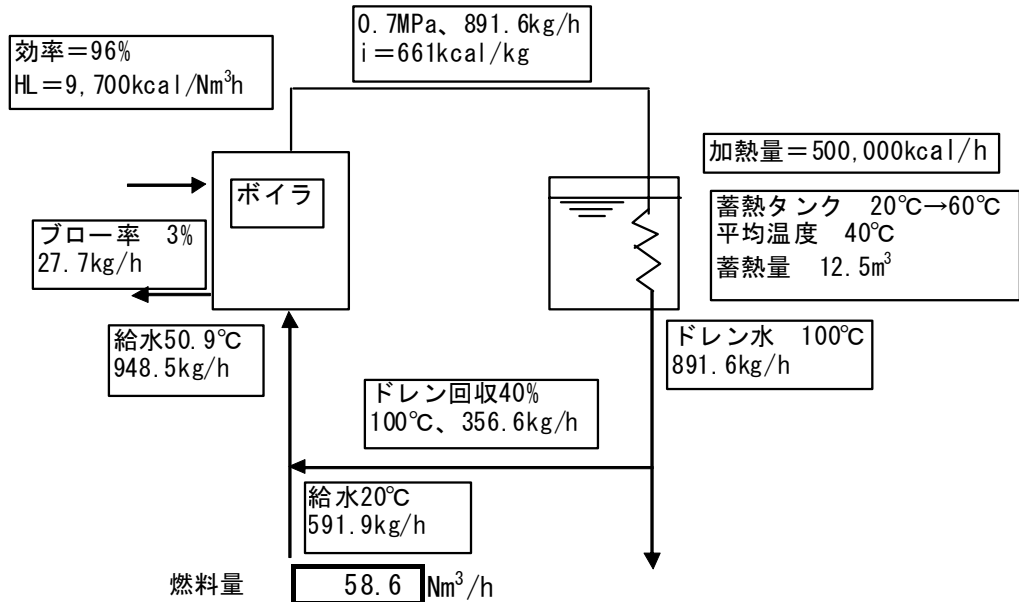 効率＝96%
HL＝9,700kcal/Nm³h
0.7MPa、891.6kg/h
i＝661kcal/kg
ボイラ
加熱量＝500,000kcal/h
蓄熱タンク　20℃→60℃
平均温度　40℃
蓄熱量　12.5m³
ブロー率　3%
27.7kg/h
給水50.9℃
948.5kg/h
ドレン水　100℃
891.6kg/h
ドレン回収40%
100℃、356.6kg/h
給水20℃
591.9kg/h
燃料量　58.6　Nm³/h